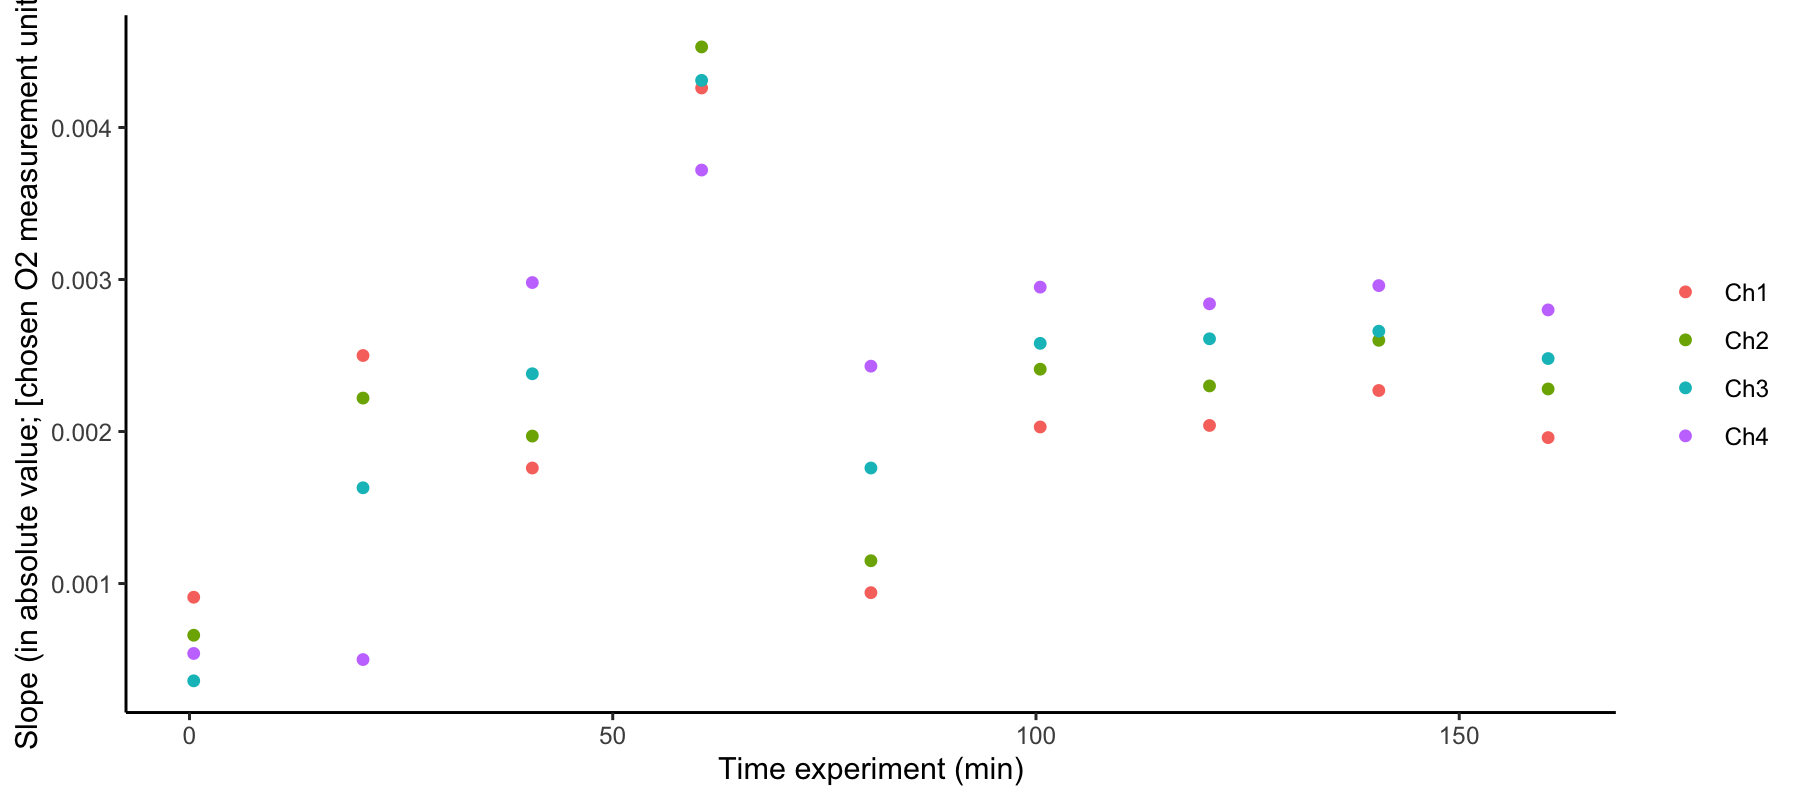 Slope (in absolute value; [chosen O2 measurement unit
0.004
0.003
0.002
0.001
0
50
100
150
Time experiment (min)
Ch1
Ch2
Ch3
Ch4